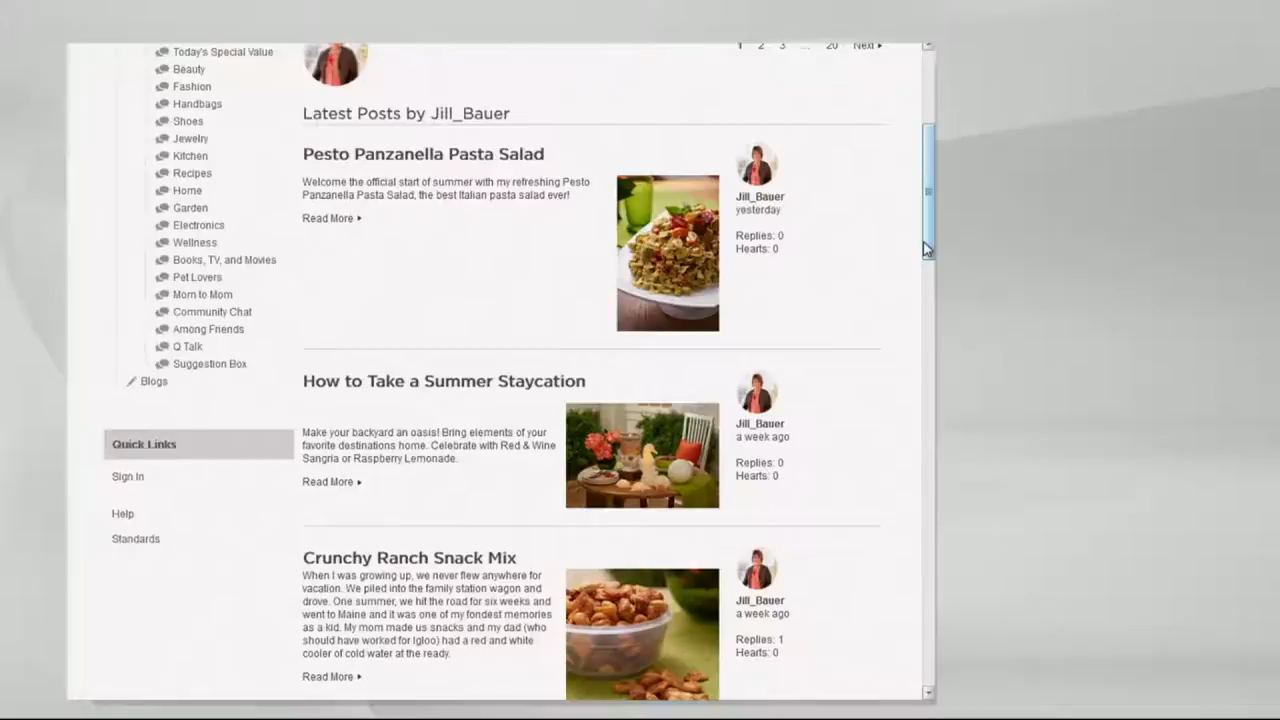 Today's Special Value
Beauty
Fashion
Handbags
Shoes
Jewelry
Kitchen
Recipes
Home
Garden
Electronics
Wellness
Books, TV, and Movies
Pet Lovers
Mom to Mom
Community Chat
Among Friends
Q Talk
Suggestion Box
Blogs
Quick Links
Sign In
Help
Standards
1 2 3 ... 20 Next
Latest Posts by Jill_Bauer
Pesto Panzanella Pasta Salad
Welcome the official start of summer with my refreshing Pesto
Panzanella Pasta Salad, the best Italian pasta salad ever!
Read More
Jill_Bauer
yesterday
Replies: 0
Hearts: 0
How to Take a Summer Staycation
Make your backyard an oasis! Bring elements of your
favorite destinations home. Celebrate with Red & Wine
Sangria or Raspberry Lemonade.
Read More
Jill_Bauer
a week ago
Replies: 0
Hearts: 0
Crunchy Ranch Snack Mix
When I was growing up, we never flew anywhere for
vacation. We piled into the family station wagon and
drove. One summer, we hit the road for six weeks and
went to Maine and it was one of my fondest memories
as a kid. My mom made us snacks and my dad (who
should have worked for Igloo) had a red and white
cooler of cold water at the ready.
Read More
Jill_Bauer
a week ago
Replies: 1
Hearts: 0